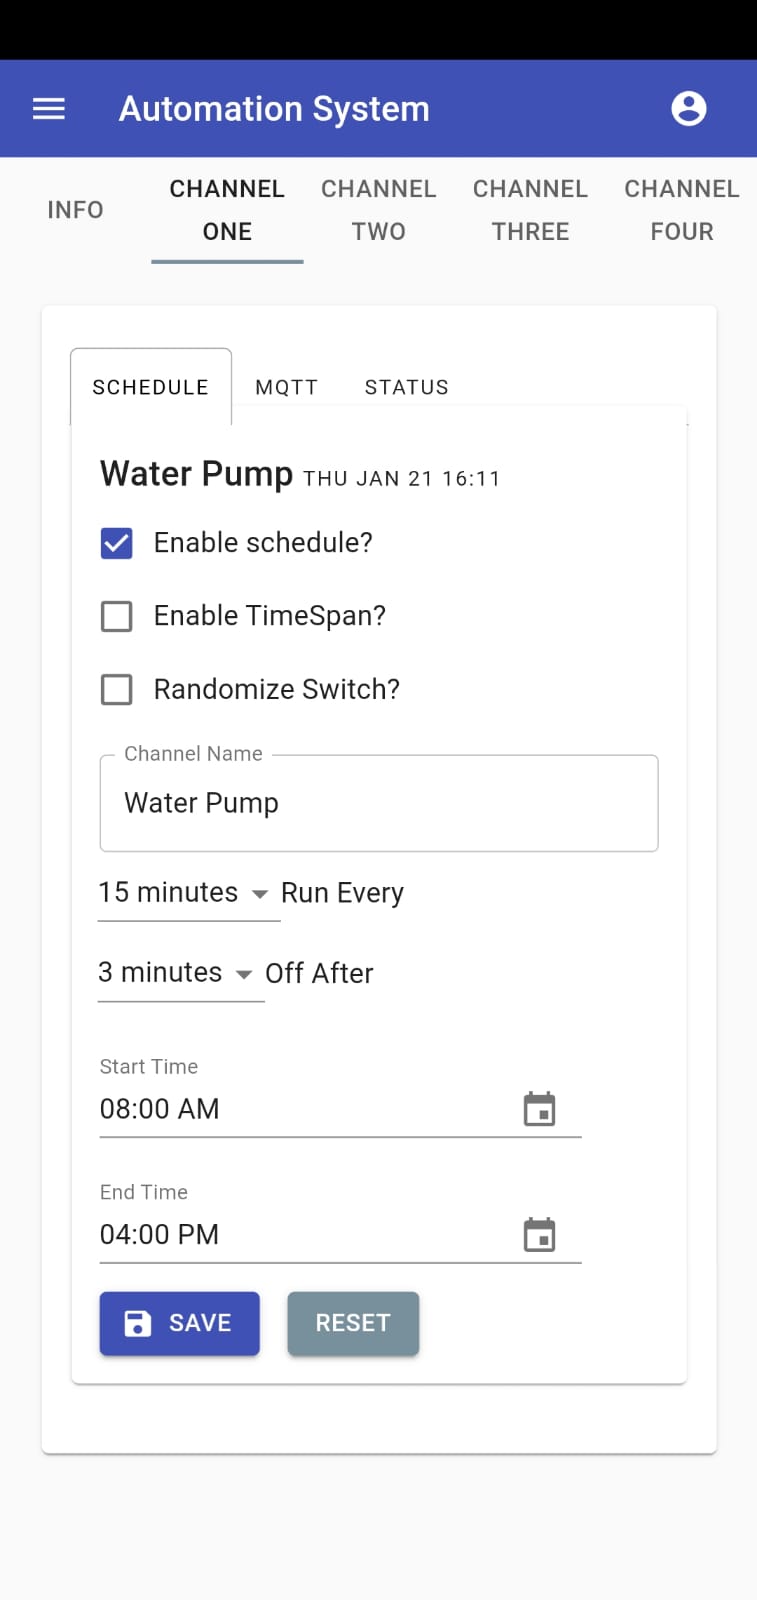 Automation System
INFO
CHANNEL ONE
CHANNEL TWO
CHANNEL THREE
CHANNEL FOUR
SCHEDULE MQTT STATUS
Water Pump THU JAN 21 16:11
Enable schedule?
Enable TimeSpan?
Randomize Switch?
Channel Name
Water Pump
15 minutes Run Every
3 minutes Off After
Start Time
08:00 AM
End Time
04:00 PM
SAVE RESET